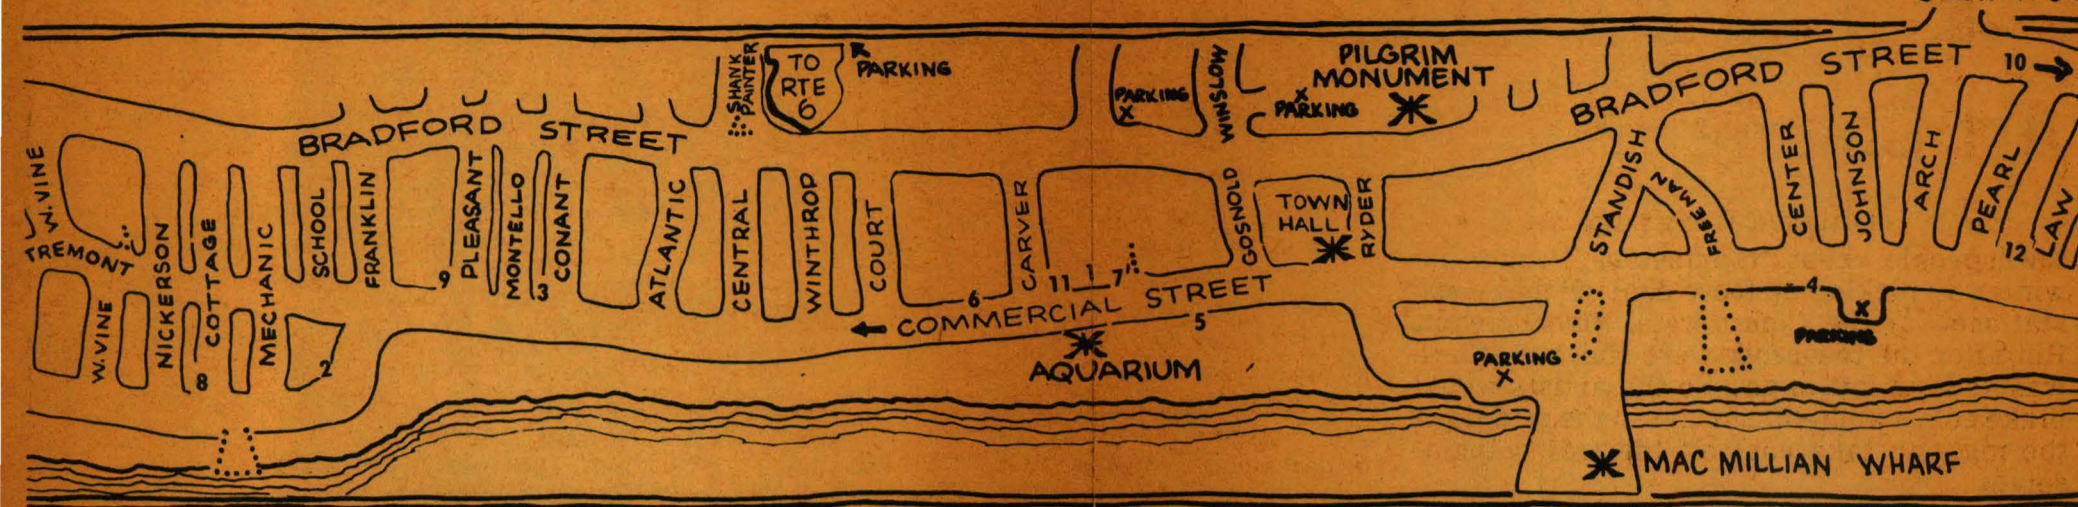 TO
RTE
6
SHANK
PAINTER
PARKING
PARKING
WINSLOW
PILGRIM
MONUMENT
PARKING
BRADFORD STREET
10
BRADFORD STREET
W. VINE
TREMONT
W. VINE
NICKERSON
COTTAGE
8
MECHANIC
2
SCHOOL
FRANKLIN
9
PLEASANT
MONTELLO
3
CONANT
ATLANTIC
CENTRAL
WINTHROP
COURT
6
CARVER
11
1
7
GOSNOLD
TOWN
HALL
RYDER
STANDISH
FREEMAN
CENTER
JOHNSON
ARCH
PEARL
12
LAW
COMMERCIAL STREET
5
4
AQUARIUM
PARKING
PARKING
MAC MILLIAN WHARF